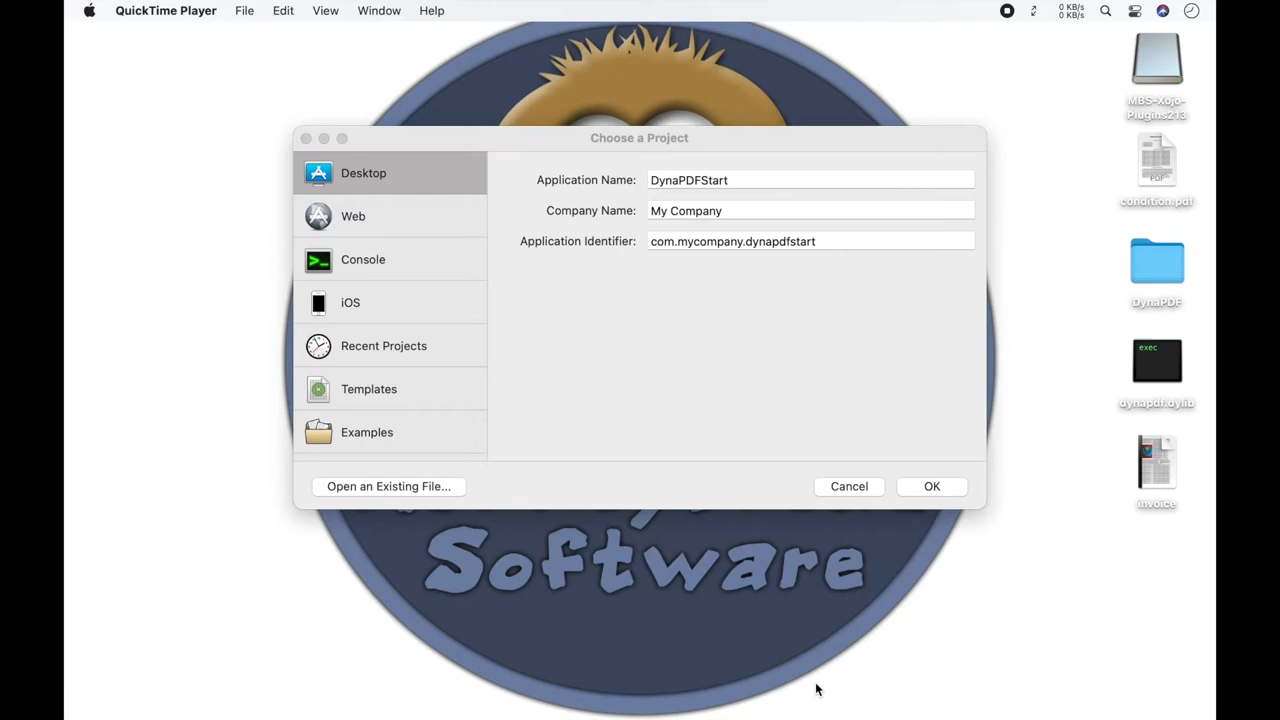 QuickTime Player File Edit View Window Help 0 KB/s
0 KB/s
MBS-Xojo-
Plugins213
condition.pdf
PDF
DynaPDF
exec
dynapdf.dylib
invoice
Choose a Project
Desktop
Web
Console
iOS
Recent Projects
Templates
Examples
Application Name: DynaPDFStart
Company Name: My Company
Application Identifier: com.mycompany.dynapdfstart
Open an Existing File...
Cancel
OK
Software